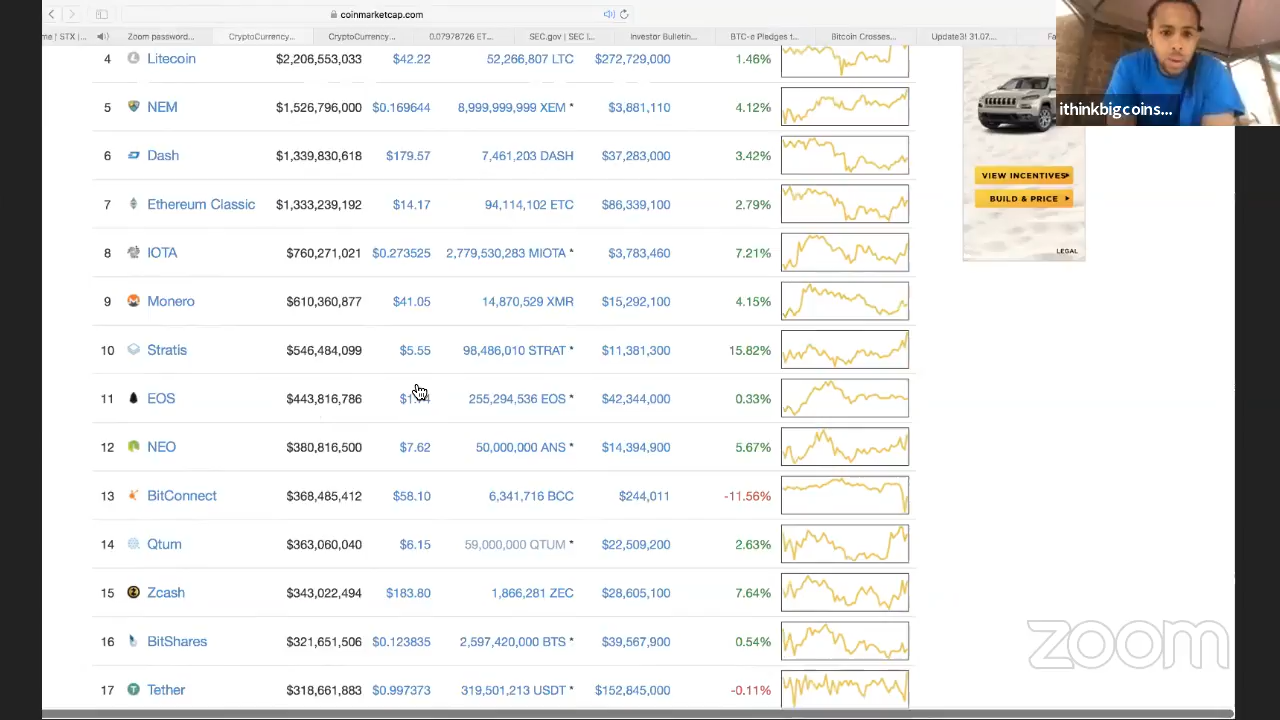 coinmarketcap.com
me | STX |... Zoom password... CryptoCurrency... CryptoCurrency... 0.07978726 ET... SEC.gov | SEC |... Investor Bulletin... BTC-e Pledges t... Bitcoin Crosses... Update3! 31.07.... Fa
4 Litecoin $2,206,553,033 $42.22 52,266,807 LTC $272,729,000 1.46%
5 NEM $1,526,796,000 $0.169644 8,999,999,999 XEM * $3,881,110 4.12%
6 Dash $1,339,830,618 $179.57 7,461,203 DASH $37,283,000 3.42%
7 Ethereum Classic $1,333,239,192 $14.17 94,114,102 ETC $86,339,100 2.79%
8 IOTA $760,271,021 $0.273525 2,779,530,283 MIOTA * $3,783,460 7.21%
9 Monero $610,360,877 $41.05 14,870,529 XMR $15,292,100 4.15%
10 Stratis $546,484,099 $5.55 98,486,010 STRAT * $11,381,300 15.82%
11 EOS $443,816,786 255,294,536 EOS * $42,344,000 0.33%
12 NEO $380,816,500 $7.62 50,000,000 ANS * $14,394,900 5.67%
13 BitConnect $368,485,412 $58.10 6,341,716 BCC $244,011 -11.56%
14 Qtum $363,060,040 $6.15 59,000,000 QTUM * $22,509,200 2.63%
15 Zcash $343,022,494 $183.80 1,866,281 ZEC $28,605,100 7.64%
16 BitShares $321,651,506 $0.123835 2,597,420,000 BTS * $39,567,900 0.54%
17 Tether $318,661,883 $0.997373 319,501,213 USDT * $152,845,000 -0.11%
ithinkbigcoins...
VIEW INCENTIVES
BUILD & PRICE
LEGAL
zoom